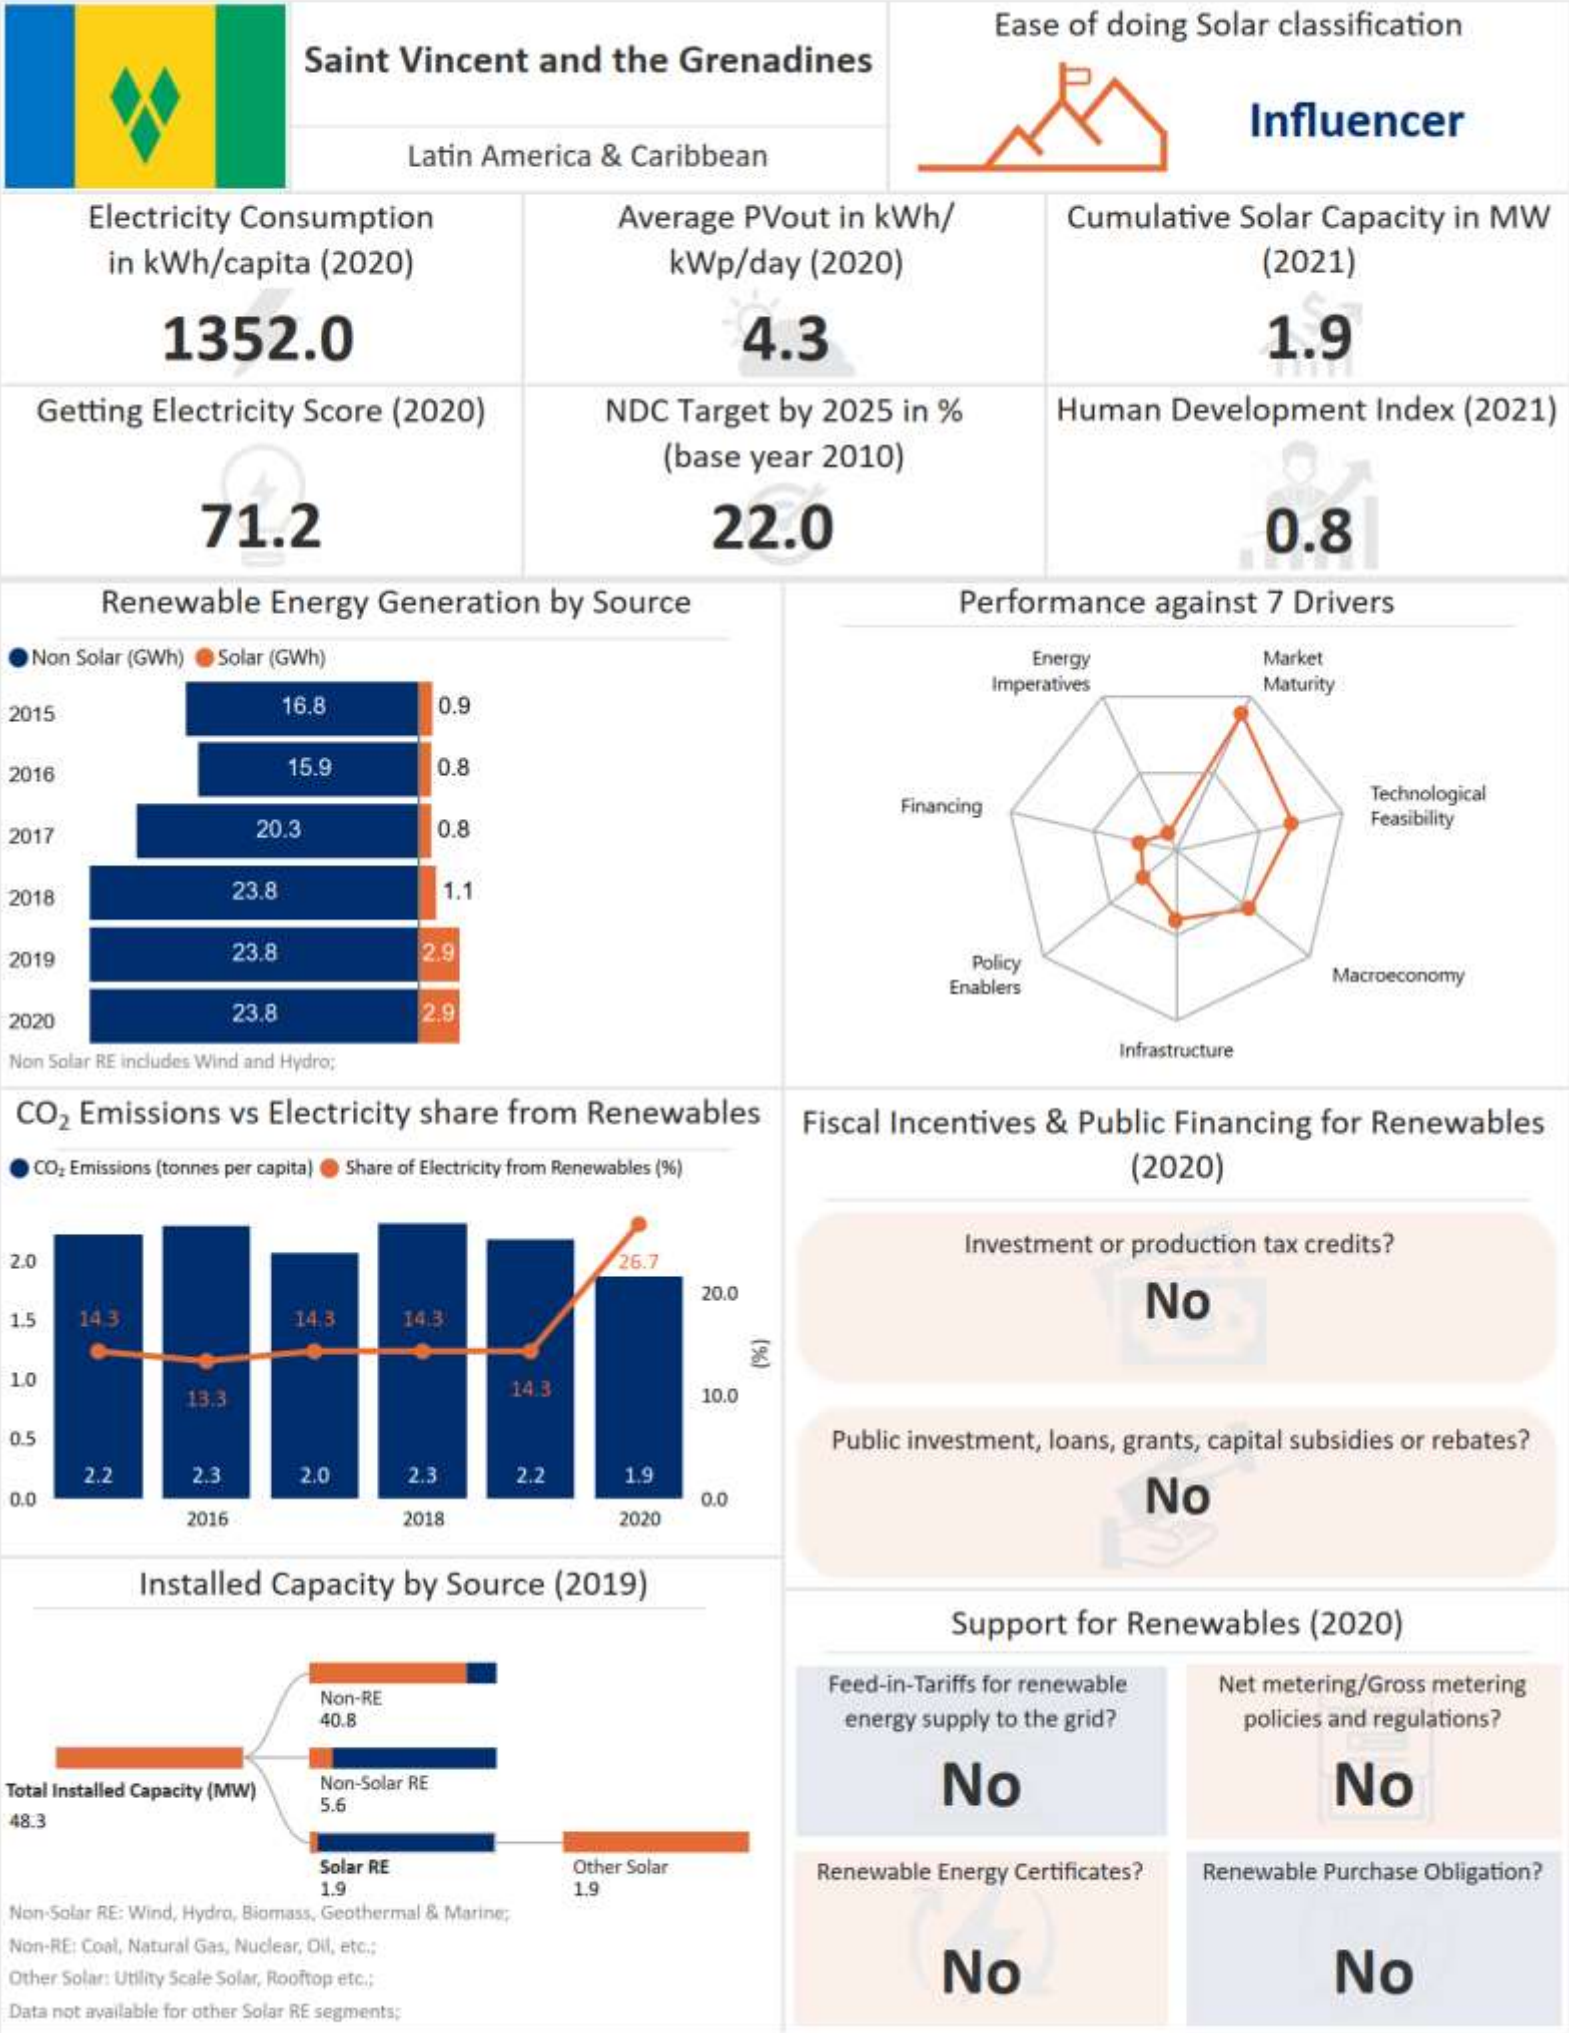 Saint Vincent and the Grenadines
Latin America & Caribbean
Ease of doing Solar classification
Influencer
Electricity Consumption
in kWh/capita (2020)
1352.0
Average PVout in kWh/
kWp/day (2020)
4.3
Cumulative Solar Capacity in MW
(2021)
1.9
Getting Electricity Score (2020)
71.2
NDC Target by 2025 in %
(base year 2010)
22.0
Human Development Index (2021)
0.8
Renewable Energy Generation by Source
Non Solar (GWh) Solar (GWh)
2015 16.8 0.9
2016 15.9 0.8
2017 20.3 0.8
2018 23.8 1.1
2019 23.8 2.9
2020 23.8 2.9
Non Solar RE includes Wind and Hydro;
Performance against 7 Drivers
Energy
Imperatives
Market
Maturity
Financing
Technological
Feasibility
Policy
Enablers
Macroeconomy
Infrastructure
CO₂ Emissions vs Electricity share from Renewables
CO₂ Emissions (tonnes per capita) Share of Electricity from Renewables (%)
2.0
1.5
1.0
0.5
0.0
14.3
13.3
14.3
14.3
14.3
26.7
2.2 2.3 2.0 2.3 2.2 1.9
20.0
10.0
0.0
(%)
2016 2018 2020
Fiscal Incentives & Public Financing for Renewables
(2020)
Investment or production tax credits?
No
Public investment, loans, grants, capital subsidies or rebates?
No
Installed Capacity by Source (2019)
Total Installed Capacity (MW)
48.3
Non-RE
40.8
Non-Solar RE
5.6
Solar RE
1.9
Other Solar
1.9
Non-Solar RE: Wind, Hydro, Biomass, Geothermal & Marine;
Non-RE: Coal, Natural Gas, Nuclear, Oil, etc.;
Other Solar: Utility Scale Solar, Rooftop etc.;
Data not available for other Solar RE segments;
Support for Renewables (2020)
Feed-in-Tariffs for renewable
energy supply to the grid?
No
Net metering/Gross metering
policies and regulations?
No
Renewable Energy Certificates?
No
Renewable Purchase Obligation?
No